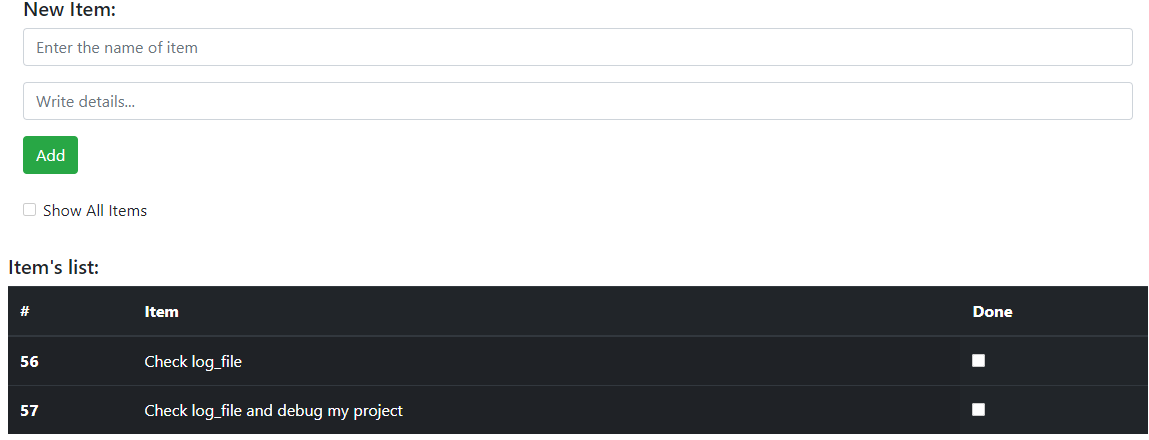 New Item:
Enter the name of item
Write details...
Add
Show All Items
Item's list:
# Item Done
56 Check log_file
57 Check log_file and debug my project